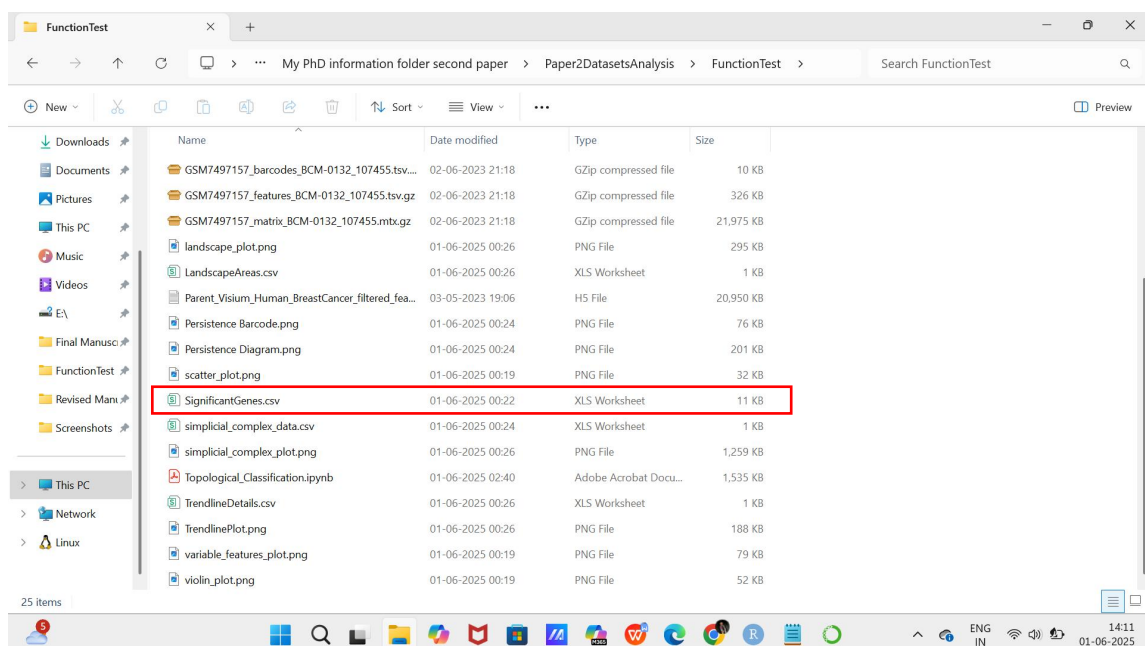 FunctionTest
My PhD information folder second paper > Paper2DatasetsAnalysis > FunctionTest >
Search FunctionTest
New
Sort
View
Preview
Name Date modified Type Size
Downloads
Documents
Pictures
This PC
Music
Videos
E:\
Final Manusc
FunctionTest
Revised Manu
Screenshots
This PC
Network
Linux
GSM7497157_barcodes_BCM-0132_107455.tsv.... 02-06-2023 21:18 GZip compressed file 10 KB
GSM7497157_features_BCM-0132_107455.tsv.gz 02-06-2023 21:18 GZip compressed file 326 KB
GSM7497157_matrix_BCM-0132_107455.mtx.gz 02-06-2023 21:18 GZip compressed file 21,975 KB
landscape_plot.png 01-06-2025 00:26 PNG File 295 KB
LandscapeAreas.csv 01-06-2025 00:26 XLS Worksheet 1 KB
Parent_Visium_Human_BreastCancer_filtered_fea... 03-05-2023 19:06 H5 File 20,950 KB
Persistence Barcode.png 01-06-2025 00:24 PNG File 76 KB
Persistence Diagram.png 01-06-2025 00:24 PNG File 201 KB
scatter_plot.png 01-06-2025 00:19 PNG File 32 KB
SignificantGenes.csv 01-06-2025 00:22 XLS Worksheet 11 KB
simplicial_complex_data.csv 01-06-2025 00:24 XLS Worksheet 1 KB
simplicial_complex_plot.png 01-06-2025 00:26 PNG File 1,259 KB
Topological_Classification.ipynb 01-06-2025 02:40 Adobe Acrobat Docu... 1,535 KB
TrendlineDetails.csv 01-06-2025 00:26 XLS Worksheet 1 KB
TrendlinePlot.png 01-06-2025 00:26 PNG File 188 KB
variable_features_plot.png 01-06-2025 00:19 PNG File 79 KB
violin_plot.png 01-06-2025 00:19 PNG File 52 KB
25 items
5
M365
R
ENG
IN
14:11
01-06-2025